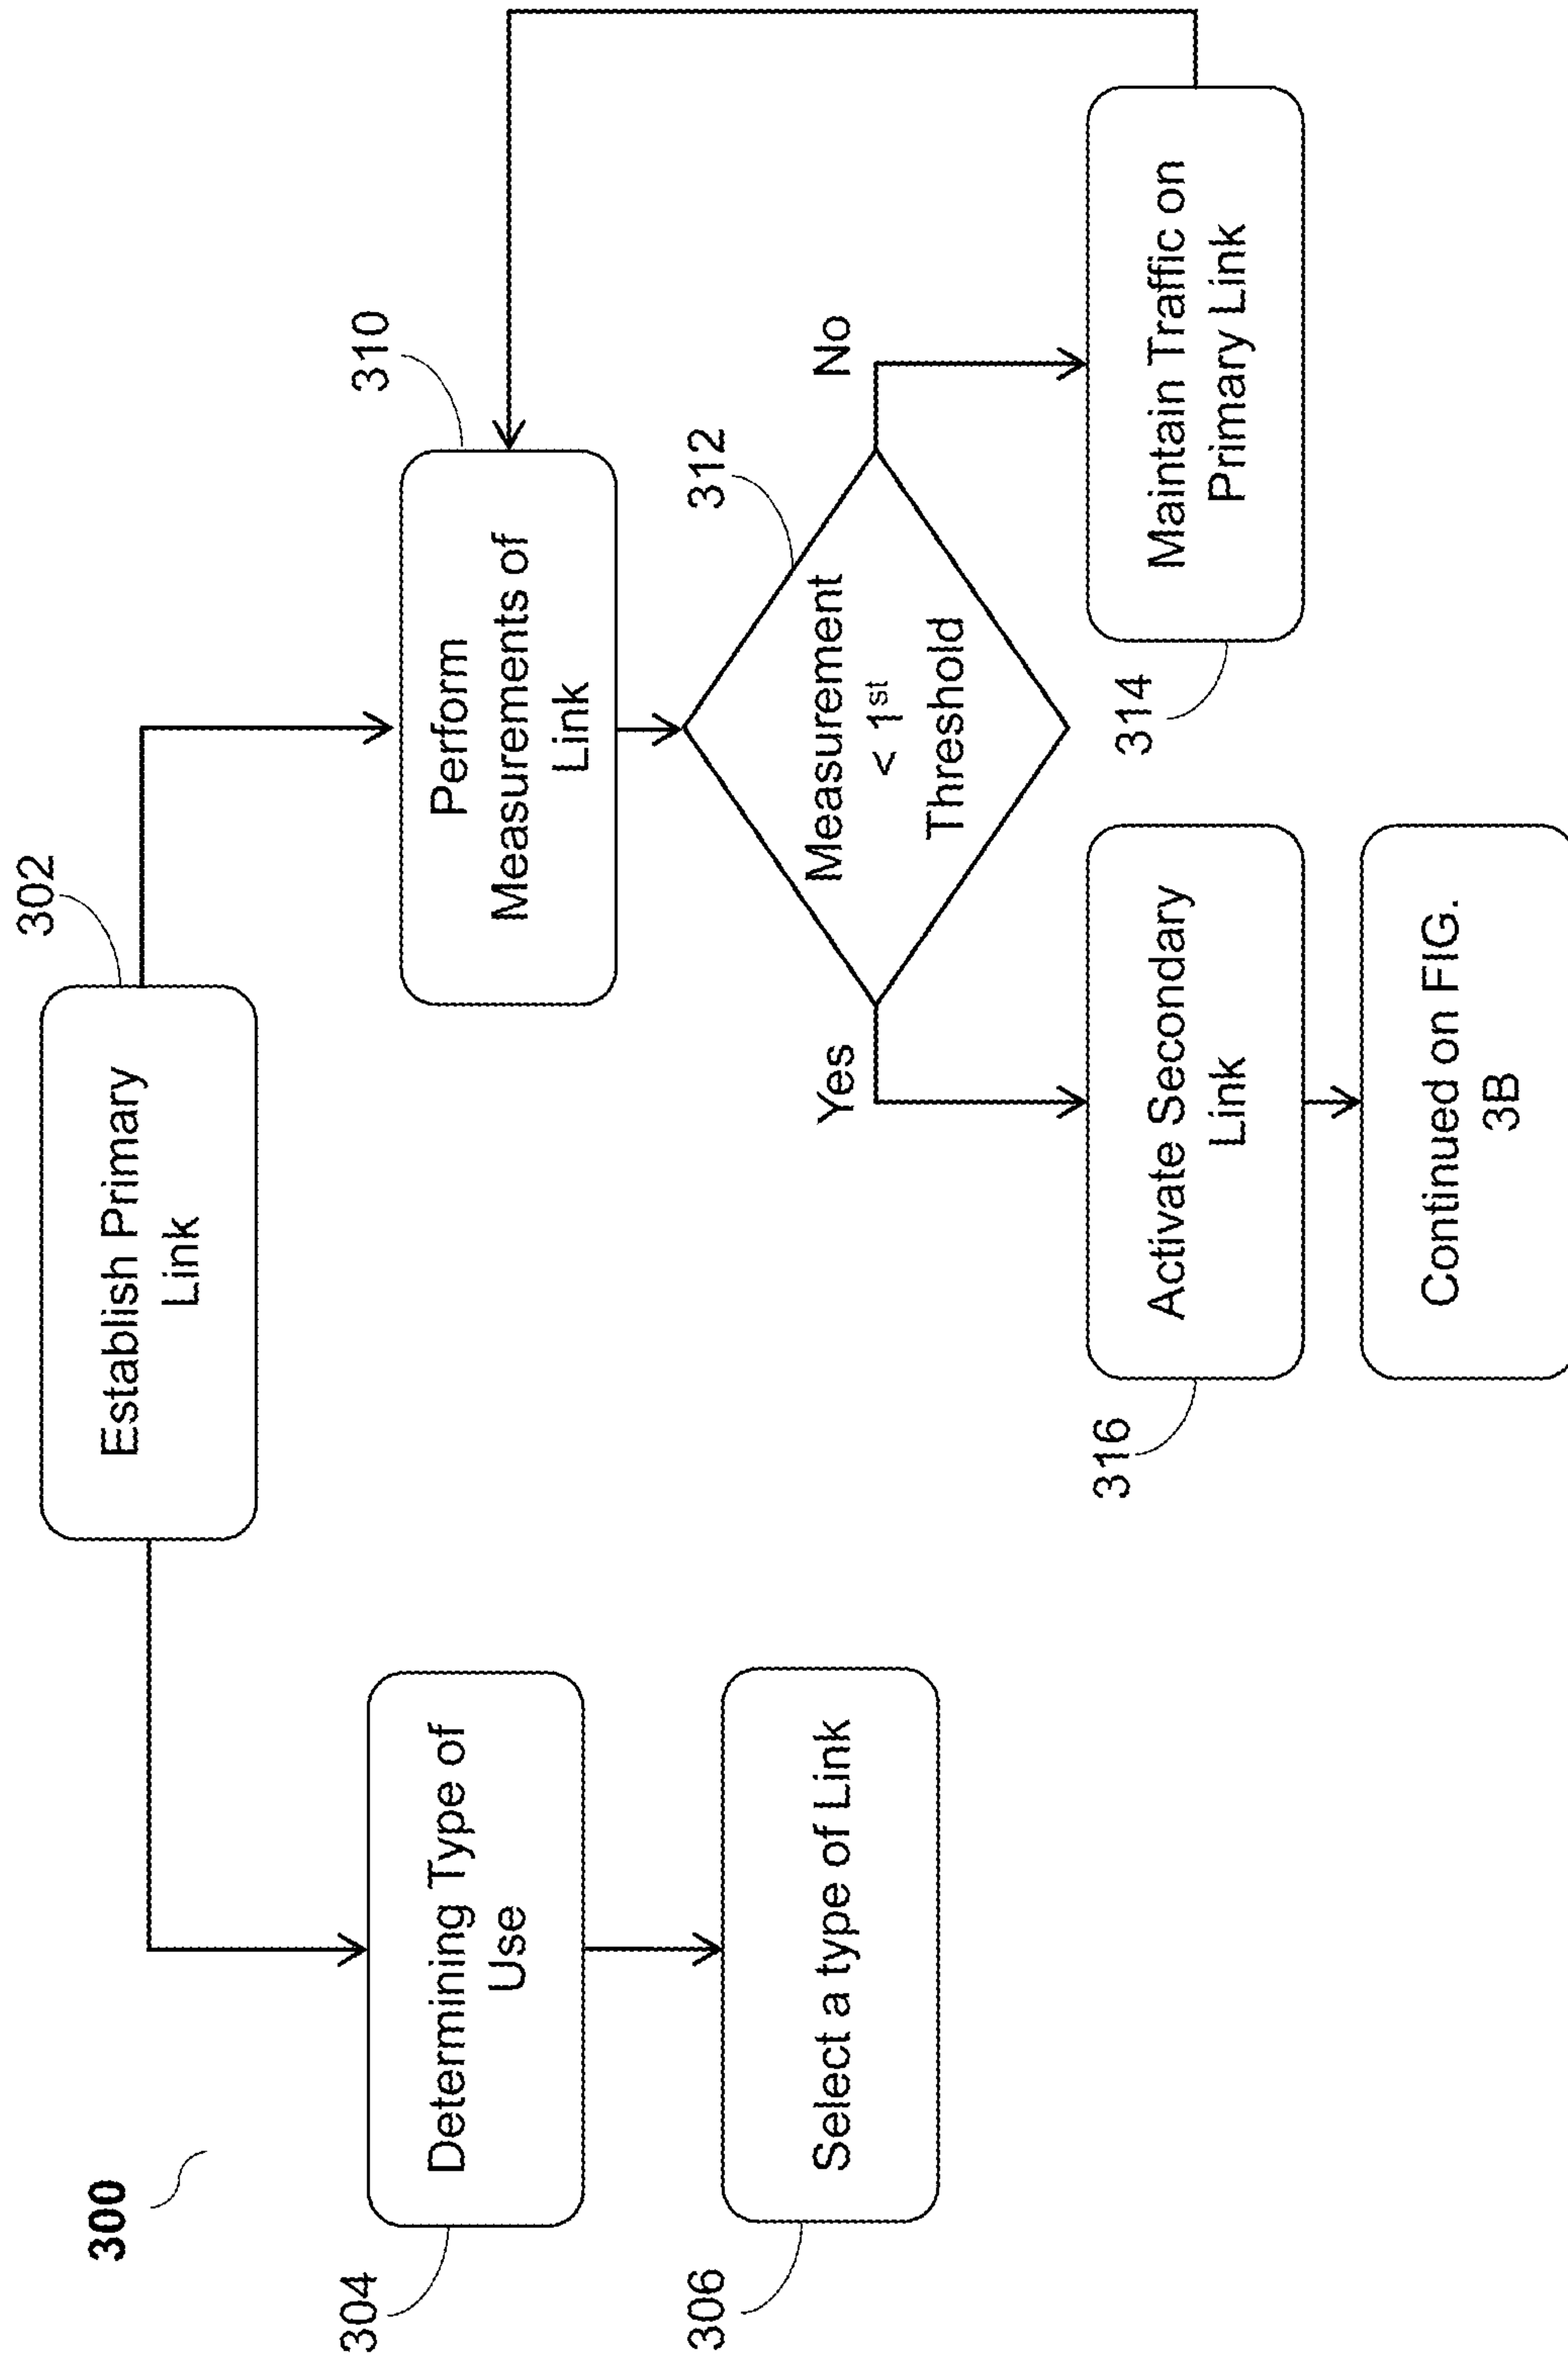 300
302
Establish Primary
Link
304
Determining Type of
Use
306
Select a type of Link
310
Perform
Measurements of
Link
312
Measurement
< 1st
Threshold
Yes
No
316
Activate Secondary
Link
314
Maintain Traffic on
Primary Link
Continued on FIG.
3B